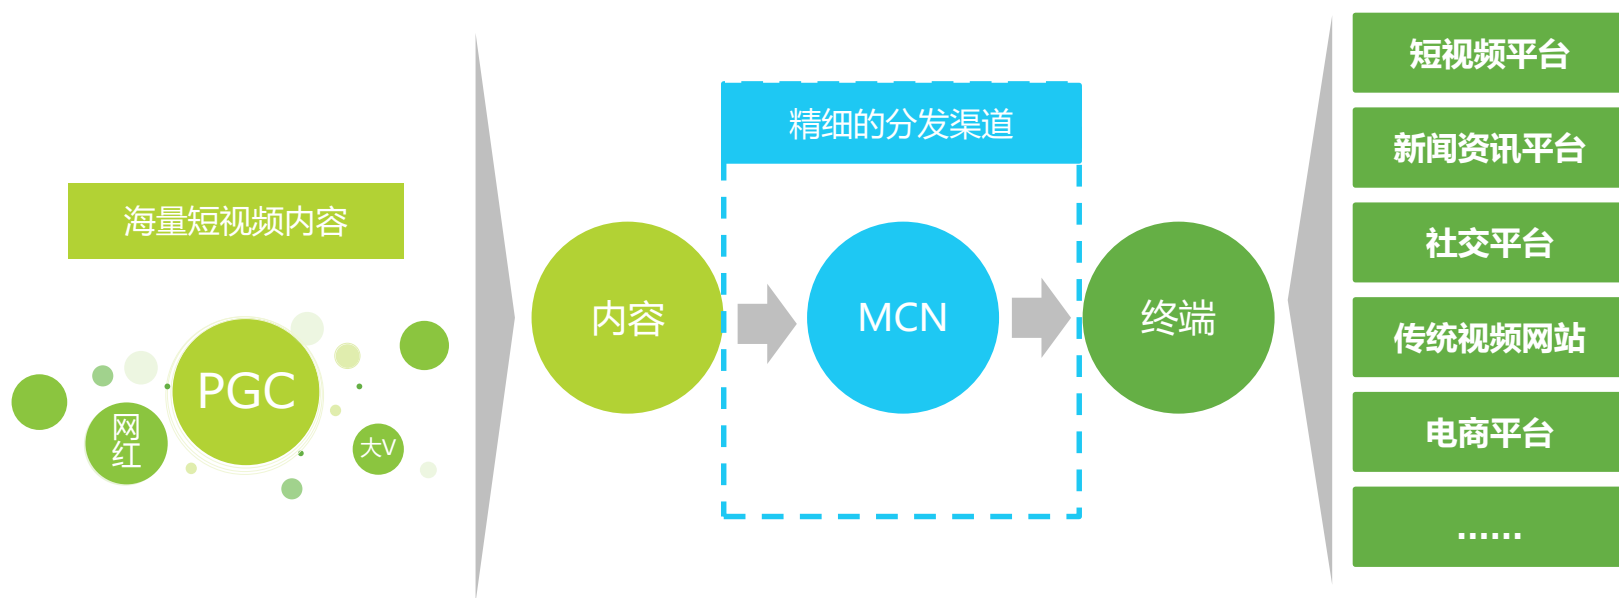 海量短视频内容
PGC
网
红
大V
精细的分发渠道
内容
MCN
终端
短视频平台
新闻资讯平台
社交平台
传统视频网站
电商平台
......